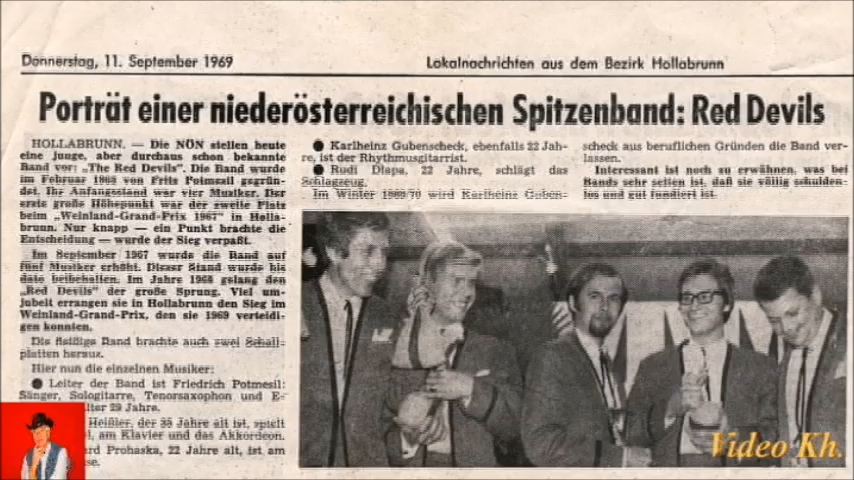 Donnerstag, 11. September 1969
Lokalnachrichten aus dem Bezirk Hollabrunn
Porträt einer niederösterreichischen Spitzenband: Red Devils
HOLLABRUNN. — Die NÖN stellen heute
eine junge, aber durchaus schon bekannte
Band vor: „The Red Devils". Die Band wurde
im Februar von Fritz Potmesil gegrün-
det. Ihr Anfangsstand war vier Musiker. Der
erste große Höhepunkt war der zweite Platz
beim „Weinland-Grand-Prix 1967" in Holla-
brunn. Nur knapp — ein Punkt brachte die
Entscheidung — wurde der Sieg verpaßt.
Im September 1967 wurde die Band auf
fünf Musiker erhöht. Dieser Stand wurde bis
dato beibehalten. Im Jahre 1968 gelang den
„Red Devils" der große Sprung. Viel um-
jubelt errangen sie in Hollabrunn den Sieg im
Weinland-Grand-Prix, den sie 1969 verteidi-
gen konnten.
Die fleißige Band brachte auch zwei Schall-
platten heraus.
Hier nun die einzelnen Musiker:
● Leiter der Band ist Friedrich Potmesil:
Sänger, Sologitarre, Tenorsaxophon und E-
lter 29 Jahre.
Heißler, der 38 Jahre alt ist, spielt
l, am Klavier und das Akkordeon.
rd Prohaska, 22 Jahre alt, ist am
se.
● Karlheinz Gubenscheck, ebenfalls 22 Jah-
re, ist der Rhythmusgitarrist.
● Rudi Diapa, 22 Jahre, schlägt das
Schlagzeug.
Im Winter 1969/70 wird Karlheinz Guben-
scheck aus beruflichen Gründen die Band ver-
lassen.
Interessant ist noch zu erwähnen, was bei
Bands sehr selten ist, daß sie völlig schulden-
los und gut fundiert ist.
Video Kh.